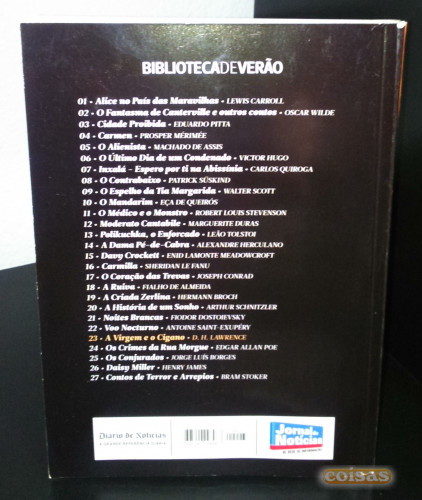 BIBLIOTECADEVERÃO
01 - Alice no País das Maravilhas - LEWIS CARROLL
02 - O Fantasma de Canterville e outros contos - OSCAR WILDE
03 - Cidade Proibida - EDUARDO PITTA
04 - Carmen - PROSPER MÉRIMÉE
05 - O Alienista - MACHADO DE ASSIS
06 - O Último Dia de um Condenado - VICTOR HUGO
07 - Inxalá - Espero por ti na Abissínia - CARLOS QUIROGA
08 - O Contrabaixo - PATRICK SÜSKIND
09 - O Espelho da Tia Margarida - WALTER SCOTT
10 - O Mandarim - EÇA DE QUEIRÓS
11 - O Médico e o Monstro - ROBERT LOUIS STEVENSON
12 - Moderato Cantabile - MARGUERITE DURAS
13 - Polikuchka, o Enforcado - LEÃO TOLSTOI
14 - A Dama Pé-de-Cabra - ALEXANDRE HERCULANO
15 - Davy Crockett - ENID LAMONTE MEADOWCROFT
16 - Carmilla - SHERIDAN LE FANU
17 - O Coração das Trevas - JOSEPH CONRAD
18 - A Ruiva - FIALHO DE ALMEIDA
19 - A Criada Zerlina - HERMANN BROCH
20 - A História de um Sonho - ARTHUR SCHNITZLER
21 - Noites Brancas - FIODOR DOSTOIEVSKY
22 - Voo Nocturno - ANTOINE SAINT-EXUPÉRY
23 - A Virgem e o Cigano - D. H. LAWRENCE
24 - Os Crimes da Rua Morgue - EDGAR ALLAN POE
25 - Os Conjurados - JORGE LUÍS BORGES
26 - Daisy Miller - HENRY JAMES
27 - Contos de Terror e Arrepios - BRAM STOKER
Diário de Notícias
Jornal de Notícias
coisas